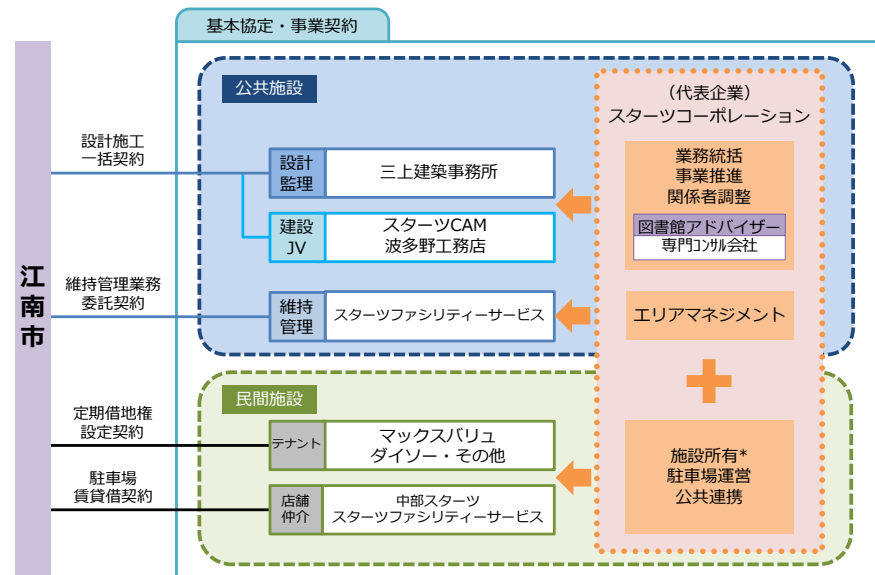 基本協定・事業契約
江南市
公共施設
設計施工
一括契約
設計
監理
三上建築事務所
建設
JV
スターツCAM
波多野工務店
維持管理業務
委託契約
維持
管理
スターツファシリティーサービス
(代表企業)
スターツコーポレーション
業務統括
事業推進
関係者調整
図書館アドバイザー
専門ｺﾝｻﾙ会社
エリアマネジメント
民間施設
定期借地権
設定契約
テナント
マックスバリュ
ダイソー・その他
駐車場
賃貸借契約
店舗
仲介
中部スターツ
スターツファシリティーサービス
施設所有*
駐車場運営
公共連携